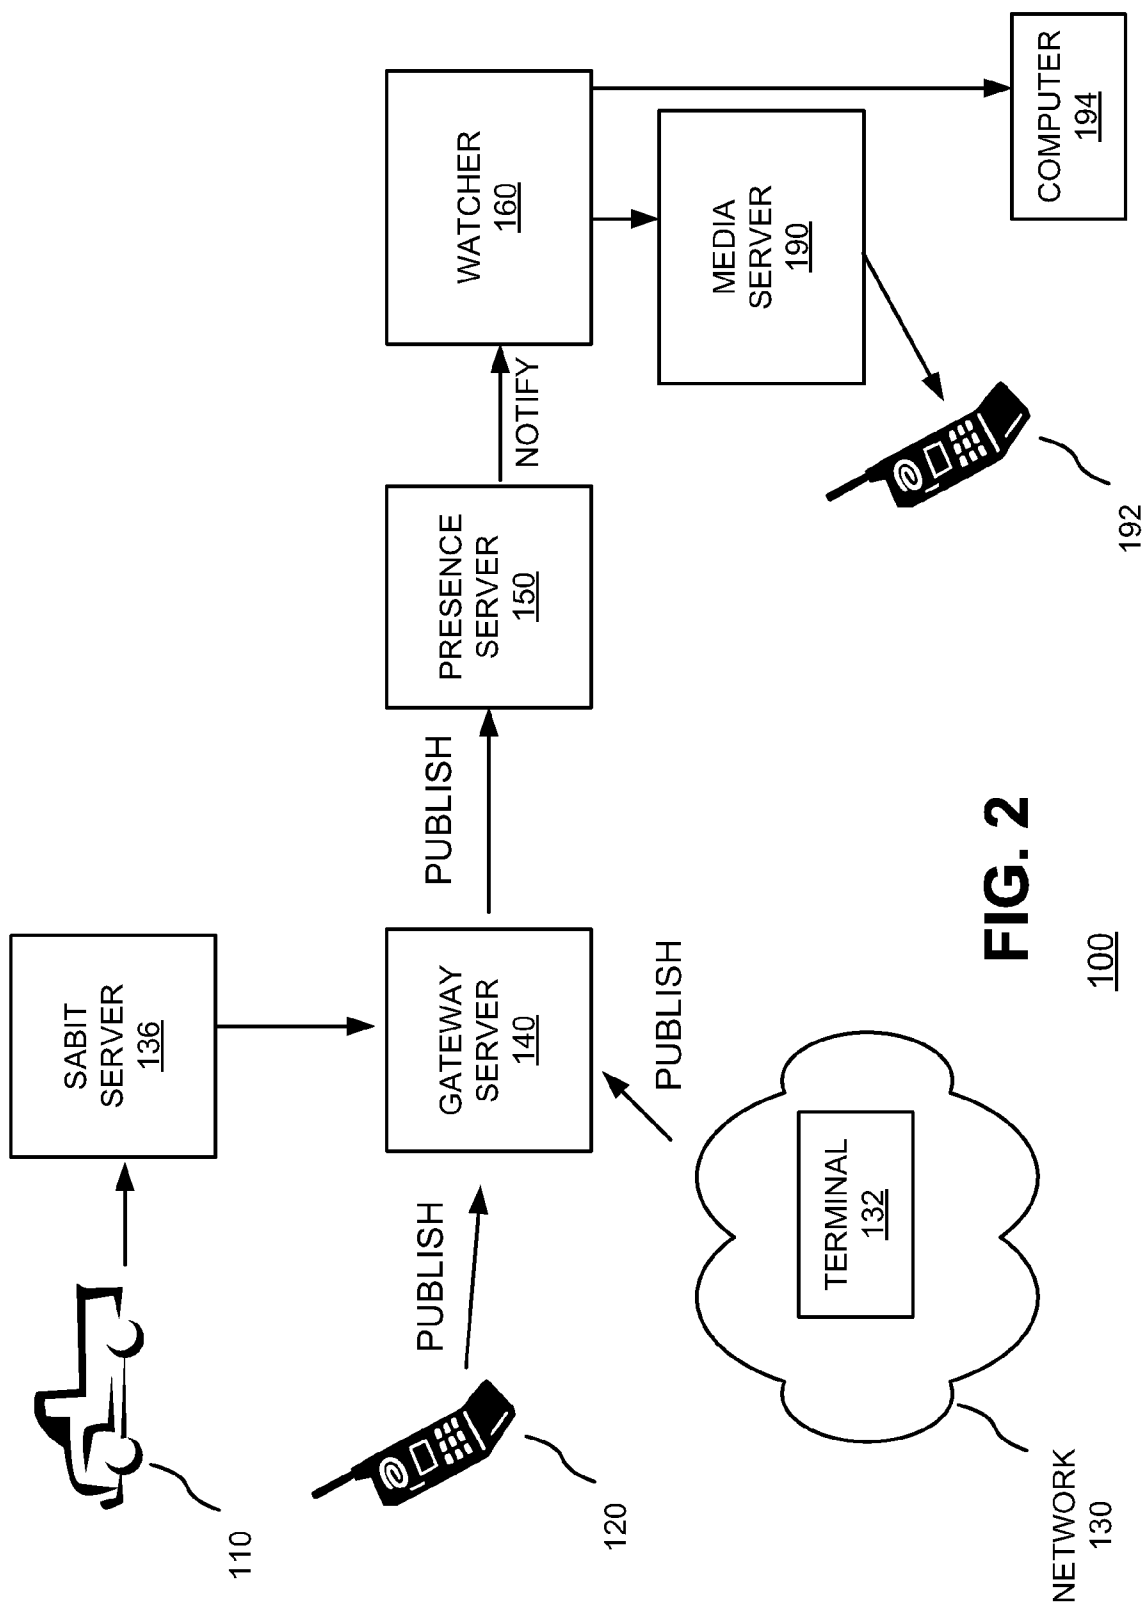 110
SABIT
SERVER
136
120
PUBLISH
GATEWAY
SERVER
140
PUBLISH
PRESENCE
SERVER
150
NOTIFY
WATCHER
160
PUBLISH
TERMINAL
132
NETWORK
130
MEDIA
SERVER
190
192
COMPUTER
194
FIG. 2
100